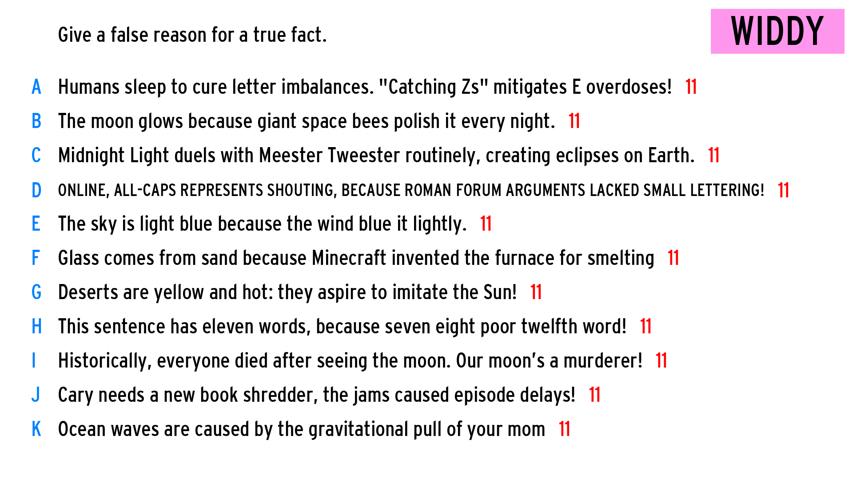 Give a false reason for a true fact.
WIDDY
A Humans sleep to cure letter imbalances. "Catching Zs" mitigates E overdoses! 11
B The moon glows because giant space bees polish it every night. 11
C Midnight Light duels with Meester Tweester routinely, creating eclipses on Earth. 11
D ONLINE, ALL-CAPS REPRESENTS SHOUTING, BECAUSE ROMAN FORUM ARGUMENTS LACKED SMALL LETTERING! 11
E The sky is light blue because the wind blue it lightly. 11
F Glass comes from sand because Minecraft invented the furnace for smelting 11
G Deserts are yellow and hot: they aspire to imitate the Sun! 11
H This sentence has eleven words, because seven eight poor twelfth word! 11
I Historically, everyone died after seeing the moon. Our moon's a murderer! 11
J Cary needs a new book shredder, the jams caused episode delays! 11
K Ocean waves are caused by the gravitational pull of your mom 11